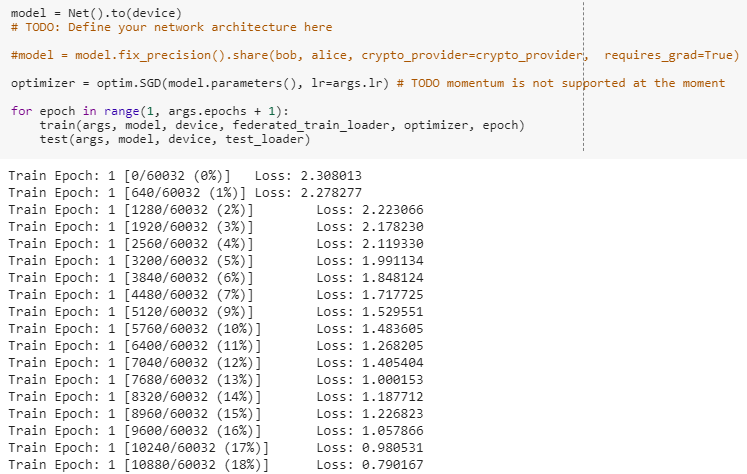 model = Net().to(device)
# TODO: Define your network architecture here
#model = model.fix_precision().share(bob, alice, crypto_provider=crypto_provider,  requires_grad=True)
optimizer = optim.SGD(model.parameters(), lr=args.lr) # TODO momentum is not supported at the moment
for epoch in range(1, args.epochs + 1):
    train(args, model, device, federated_train_loader, optimizer, epoch)
    test(args, model, device, test_loader)
Train Epoch: 1 [0/60032 (0%)]   Loss: 2.308013
Train Epoch: 1 [640/60032 (1%)] Loss: 2.278277
Train Epoch: 1 [1280/60032 (2%)]        Loss: 2.223066
Train Epoch: 1 [1920/60032 (3%)]        Loss: 2.178230
Train Epoch: 1 [2560/60032 (4%)]        Loss: 2.119330
Train Epoch: 1 [3200/60032 (5%)]        Loss: 1.991134
Train Epoch: 1 [3840/60032 (6%)]        Loss: 1.848124
Train Epoch: 1 [4480/60032 (7%)]        Loss: 1.717725
Train Epoch: 1 [5120/60032 (9%)]        Loss: 1.529551
Train Epoch: 1 [5760/60032 (10%)]       Loss: 1.483605
Train Epoch: 1 [6400/60032 (11%)]       Loss: 1.268205
Train Epoch: 1 [7040/60032 (12%)]       Loss: 1.405404
Train Epoch: 1 [7680/60032 (13%)]       Loss: 1.000153
Train Epoch: 1 [8320/60032 (14%)]       Loss: 1.187712
Train Epoch: 1 [8960/60032 (15%)]       Loss: 1.226823
Train Epoch: 1 [9600/60032 (16%)]       Loss: 1.057866
Train Epoch: 1 [10240/60032 (17%)]      Loss: 0.980531
Train Epoch: 1 [10880/60032 (18%)]      Loss: 0.790167